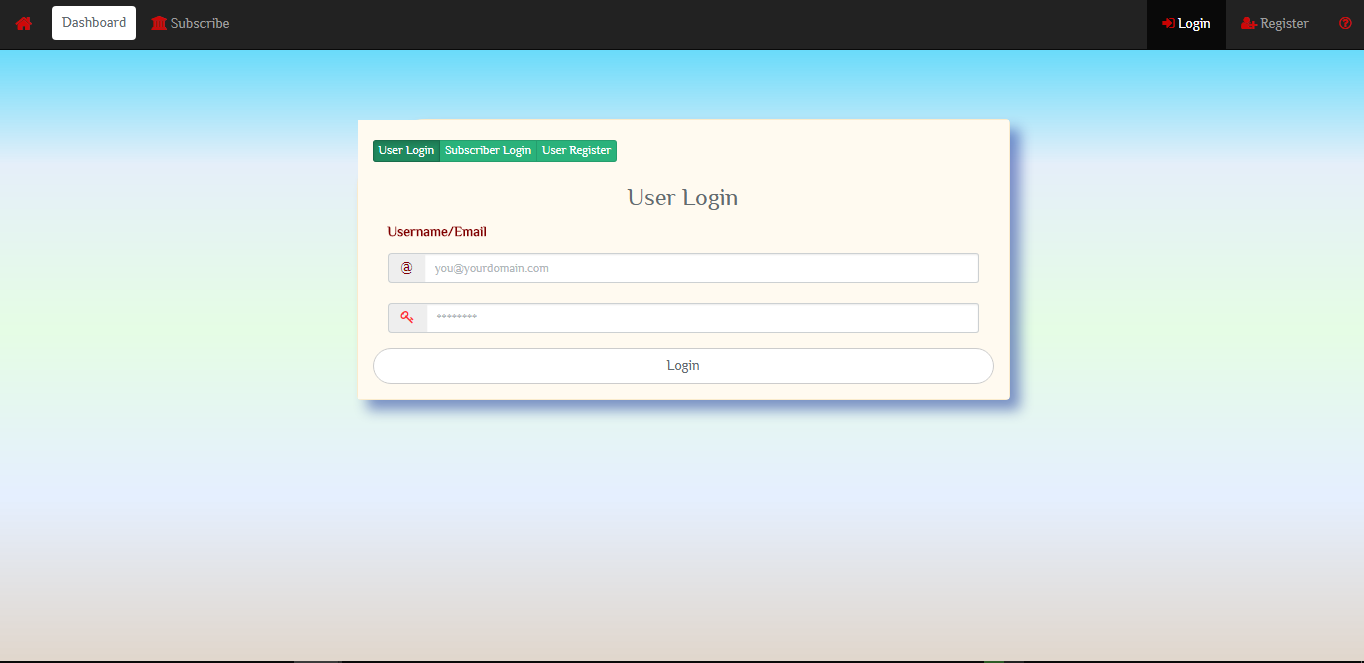 Dashboard Subscribe Login Register
User Login Subscriber Login User Register
User Login
Username/Email
@ you@yourdomain.com
********
Login